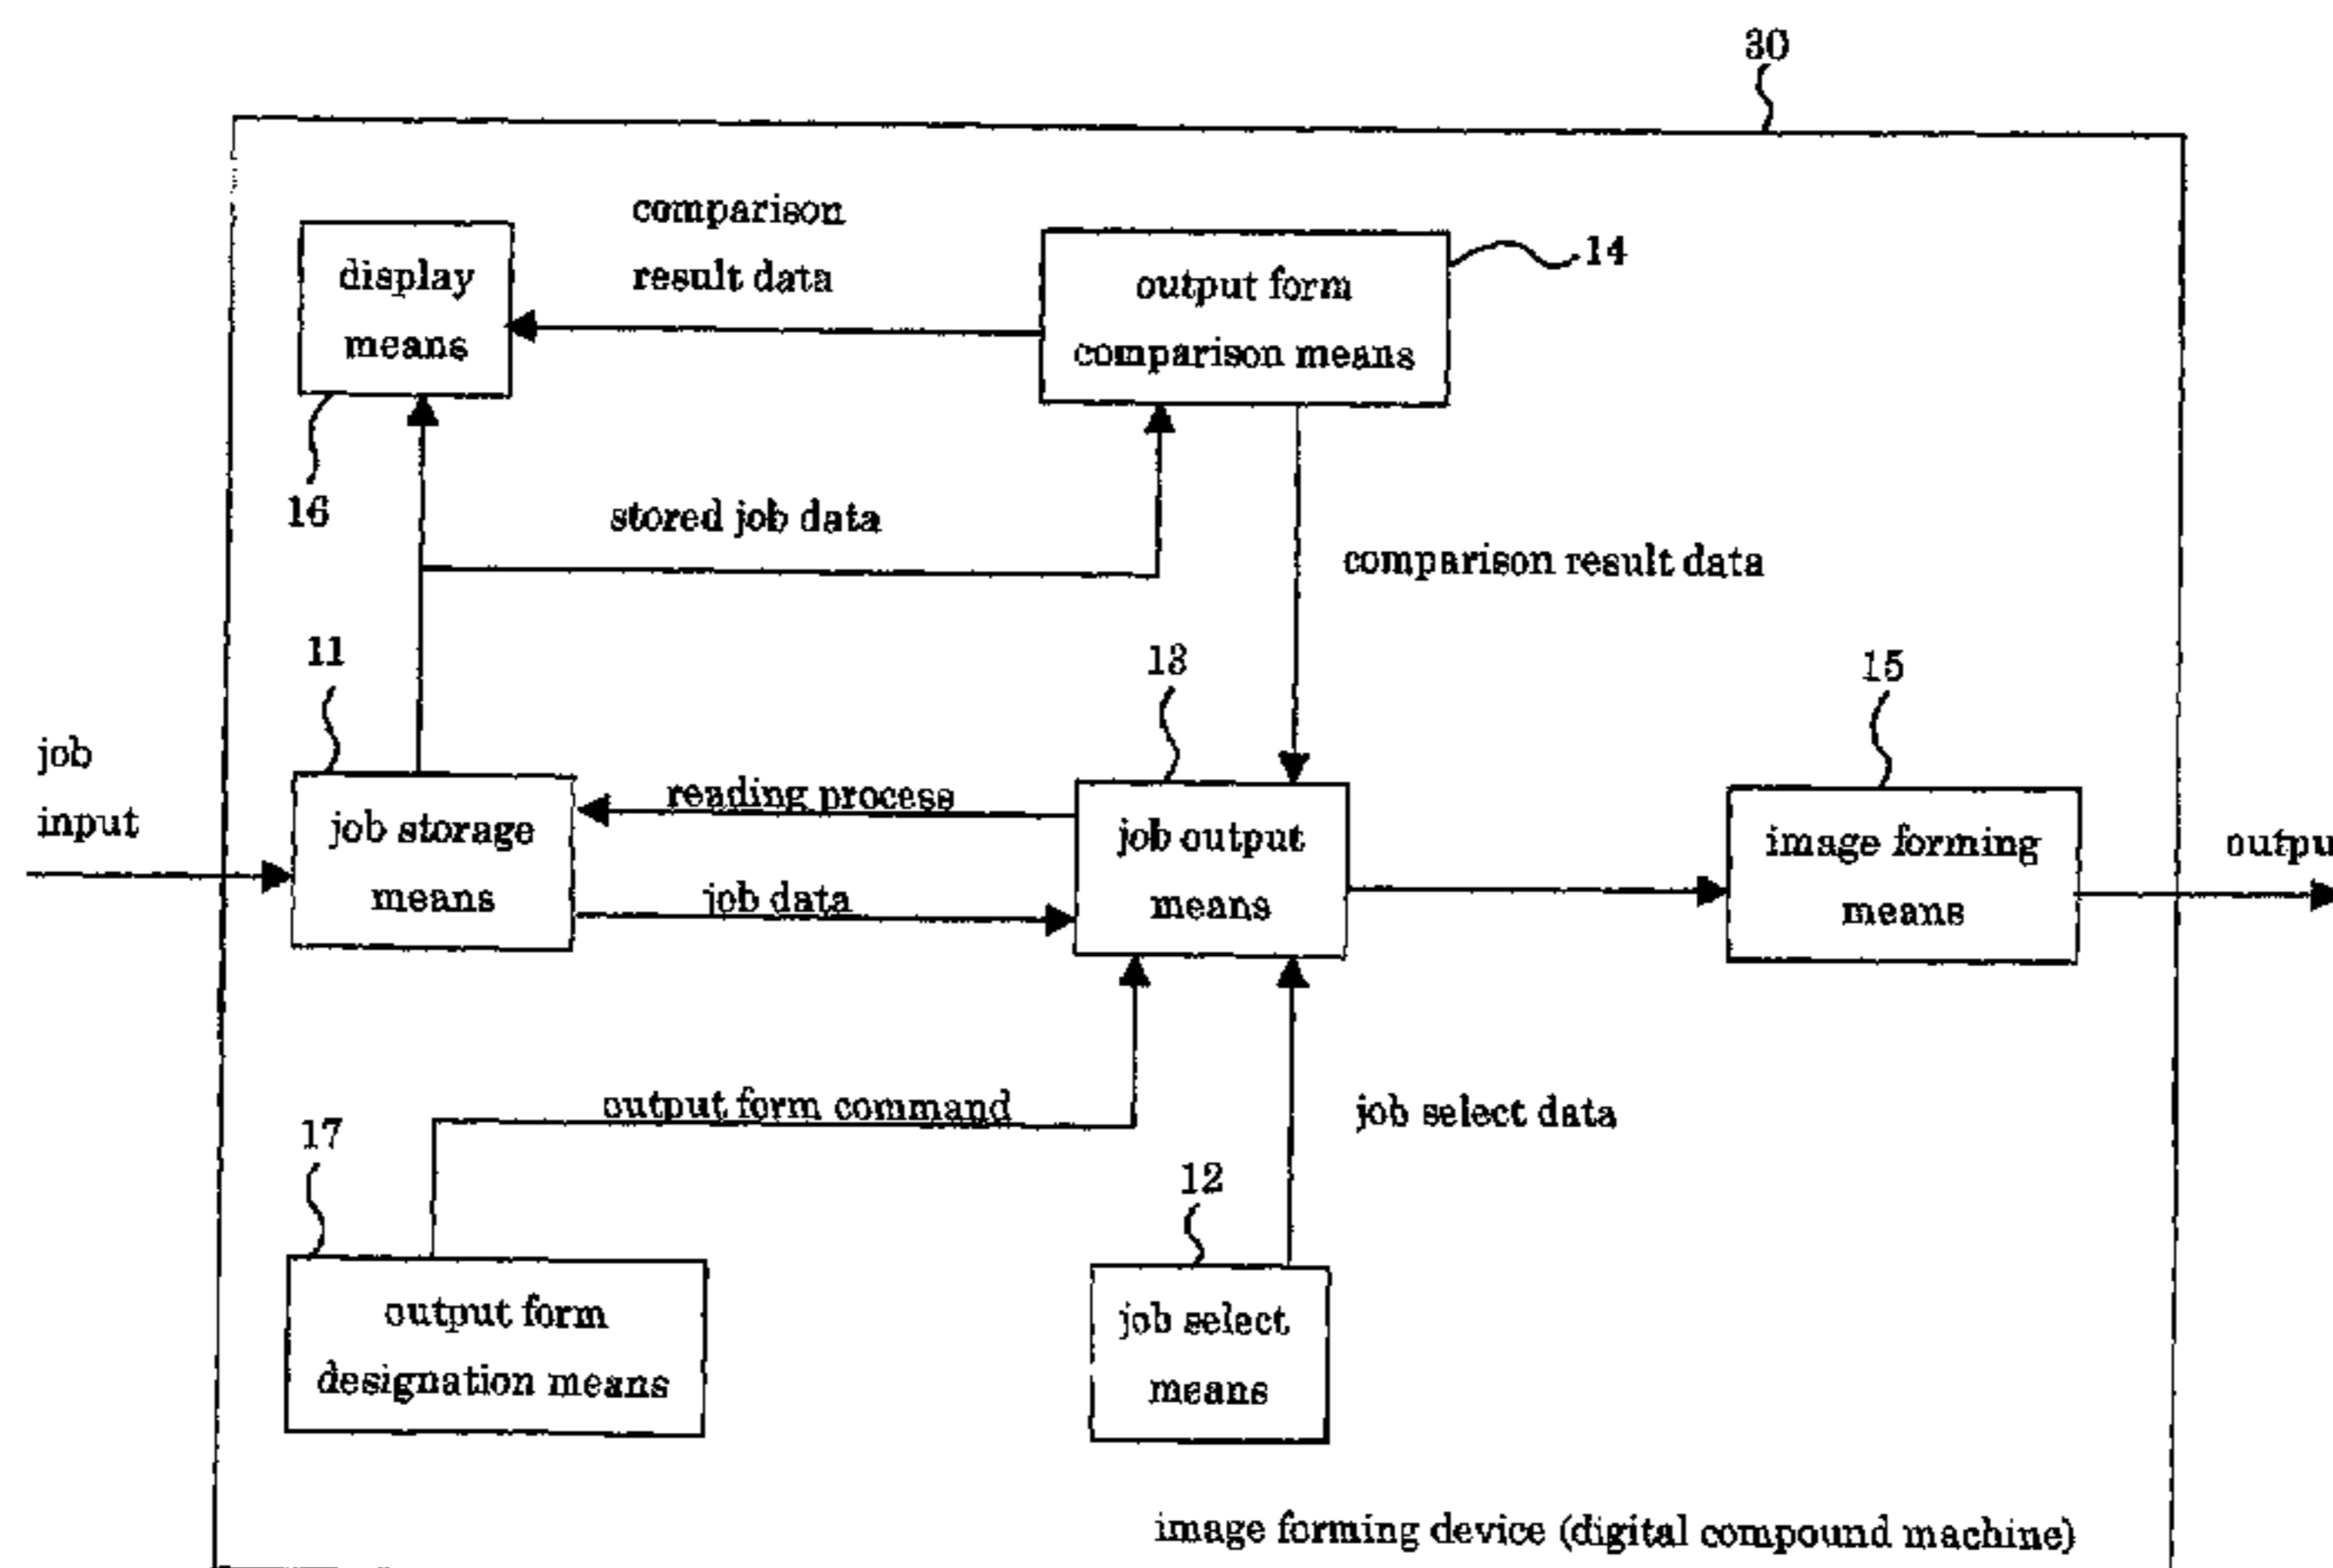 30
comparison
result data
display
means
output form
comparison means
14
16
stored job data
comparison result data
11
13
15
job
input
reading process
job storage
means
job data
job output
means
image forming
means
outpu
output form command
job select data
17
12
output form
designation means
job select
means
image forming device (digital compound machine)